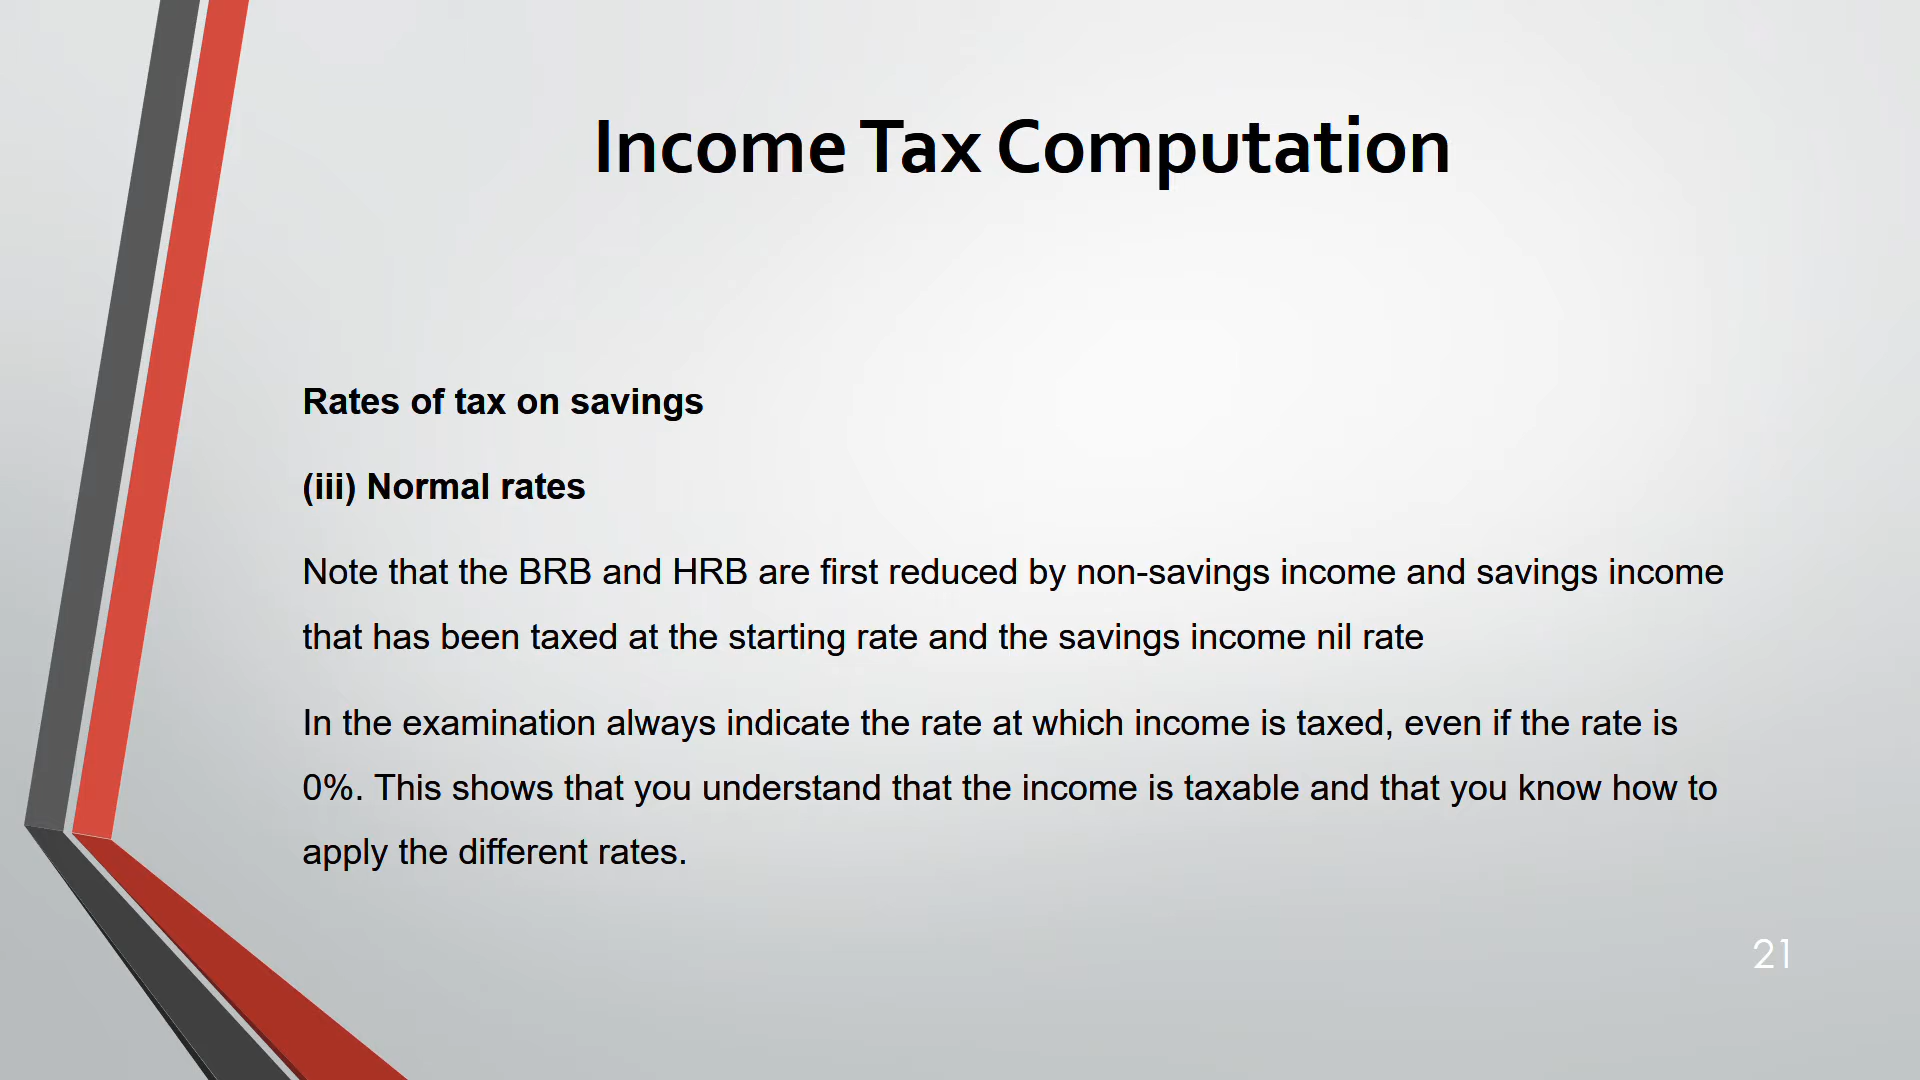 Income Tax Computation
Rates of tax on savings
(iii) Normal rates
Note that the BRB and HRB are first reduced by non-savings income and savings income
that has been taxed at the starting rate and the savings income nil rate
In the examination always indicate the rate at which income is taxed, even if the rate is
0%. This shows that you understand that the income is taxable and that you know how to
apply the different rates.
21